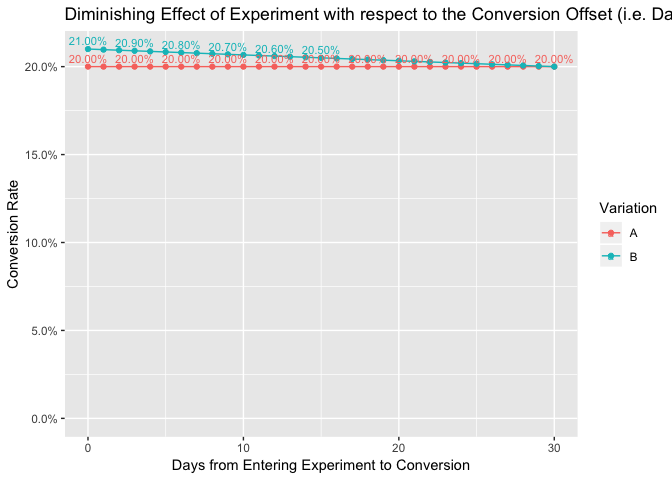 Diminishing Effect of Experiment with respect to the Conversion Offset (i.e. Da
21.00% 20.90% 20.80% 20.70% 20.60% 20.50%
20.00% 20.00% 20.00% 20.00% 20.00% 20.00% 20.00% 20.00% 20.00% 20.00% 20.00%
20.0%
15.0%
10.0%
5.0%
0.0%
Conversion Rate
0 10 20 30
Days from Entering Experiment to Conversion
Variation
A
B